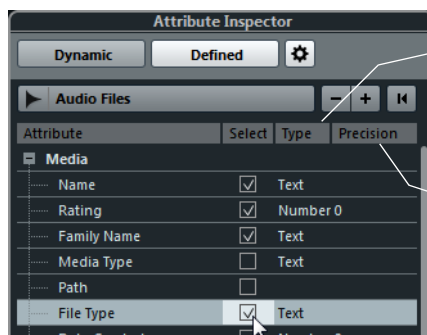 Attribute Inspector
Dynamic Defined
Audio Files
Attribute Select Type Precision
Media
Name Text
Rating Number 0
Family Name Text
Media Type Text
Path
File Type Text